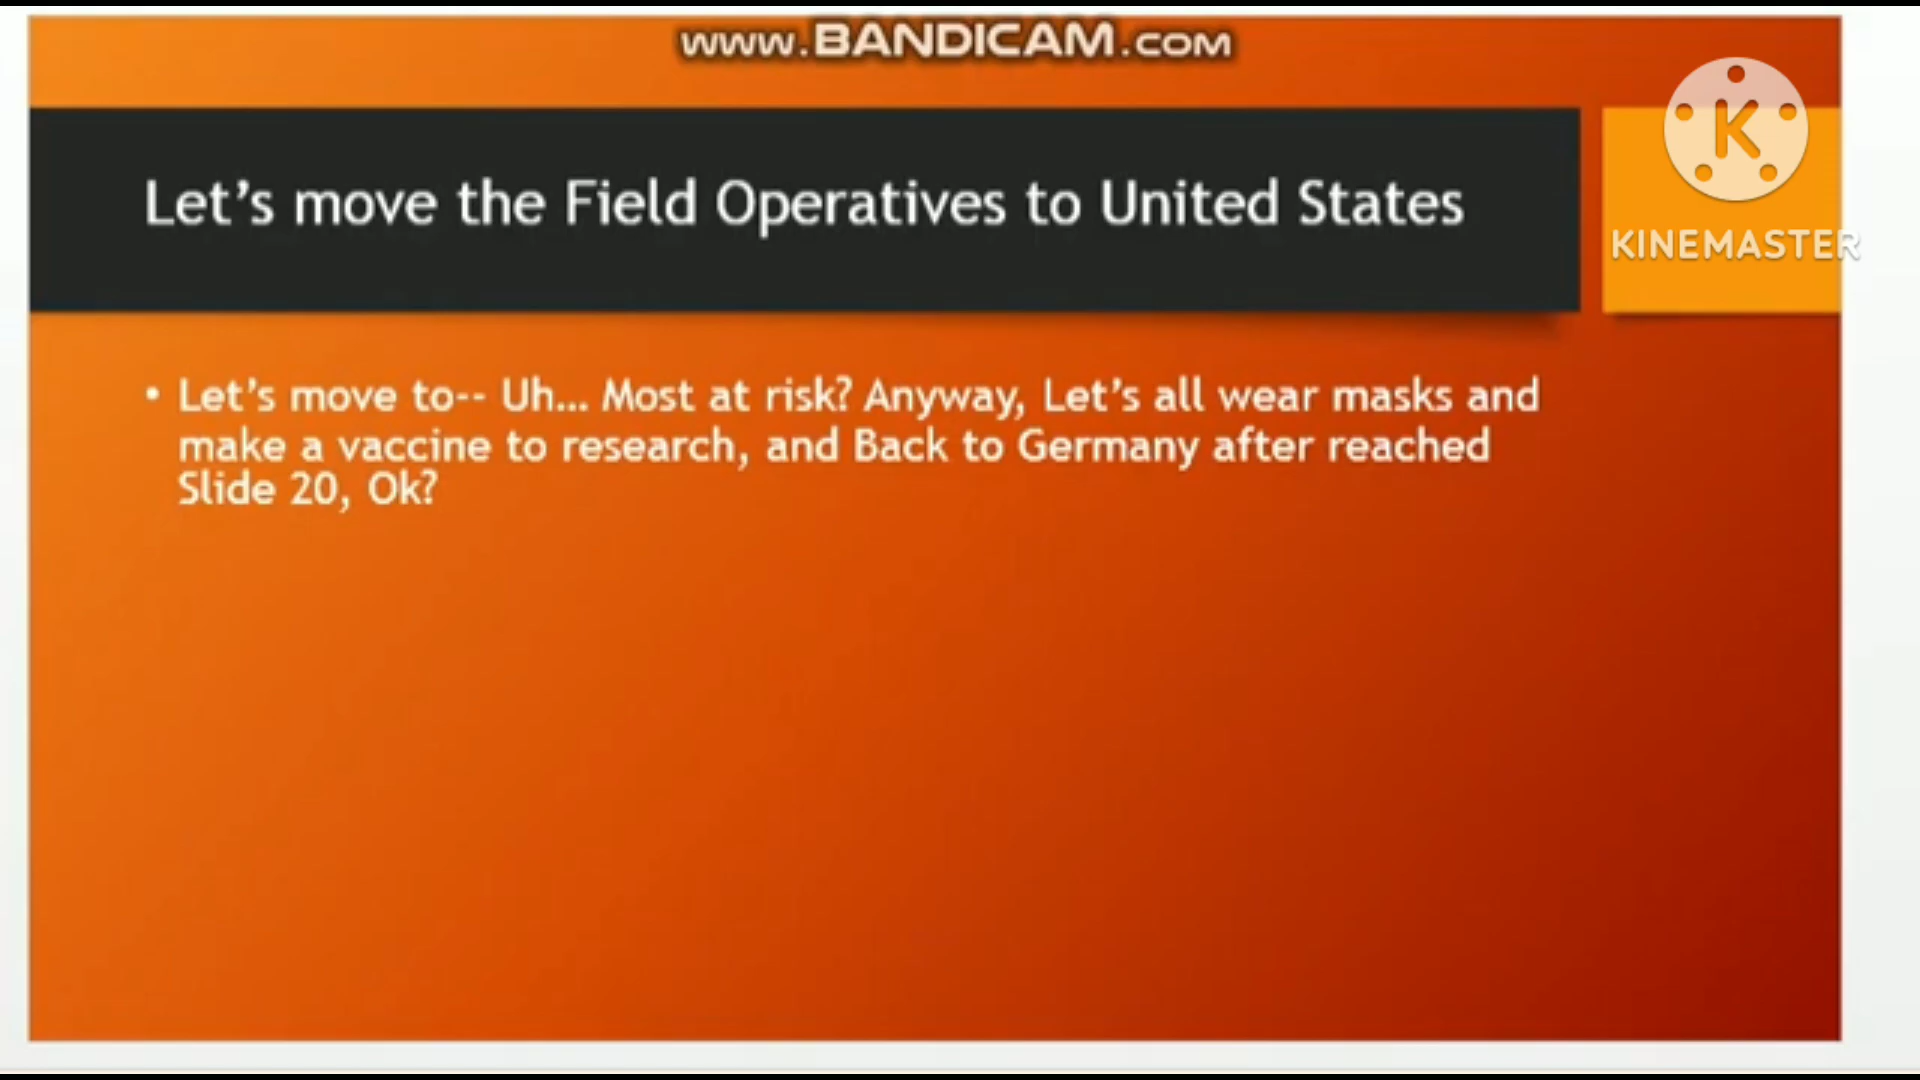 www.BANDICAM.com
K
KINEMASTER
Let’s move the Field Operatives to United States
• Let’s move to-- Uh... Most at risk? Anyway, Let’s all wear masks and
make a vaccine to research, and Back to Germany after reached
Slide 20, Ok?